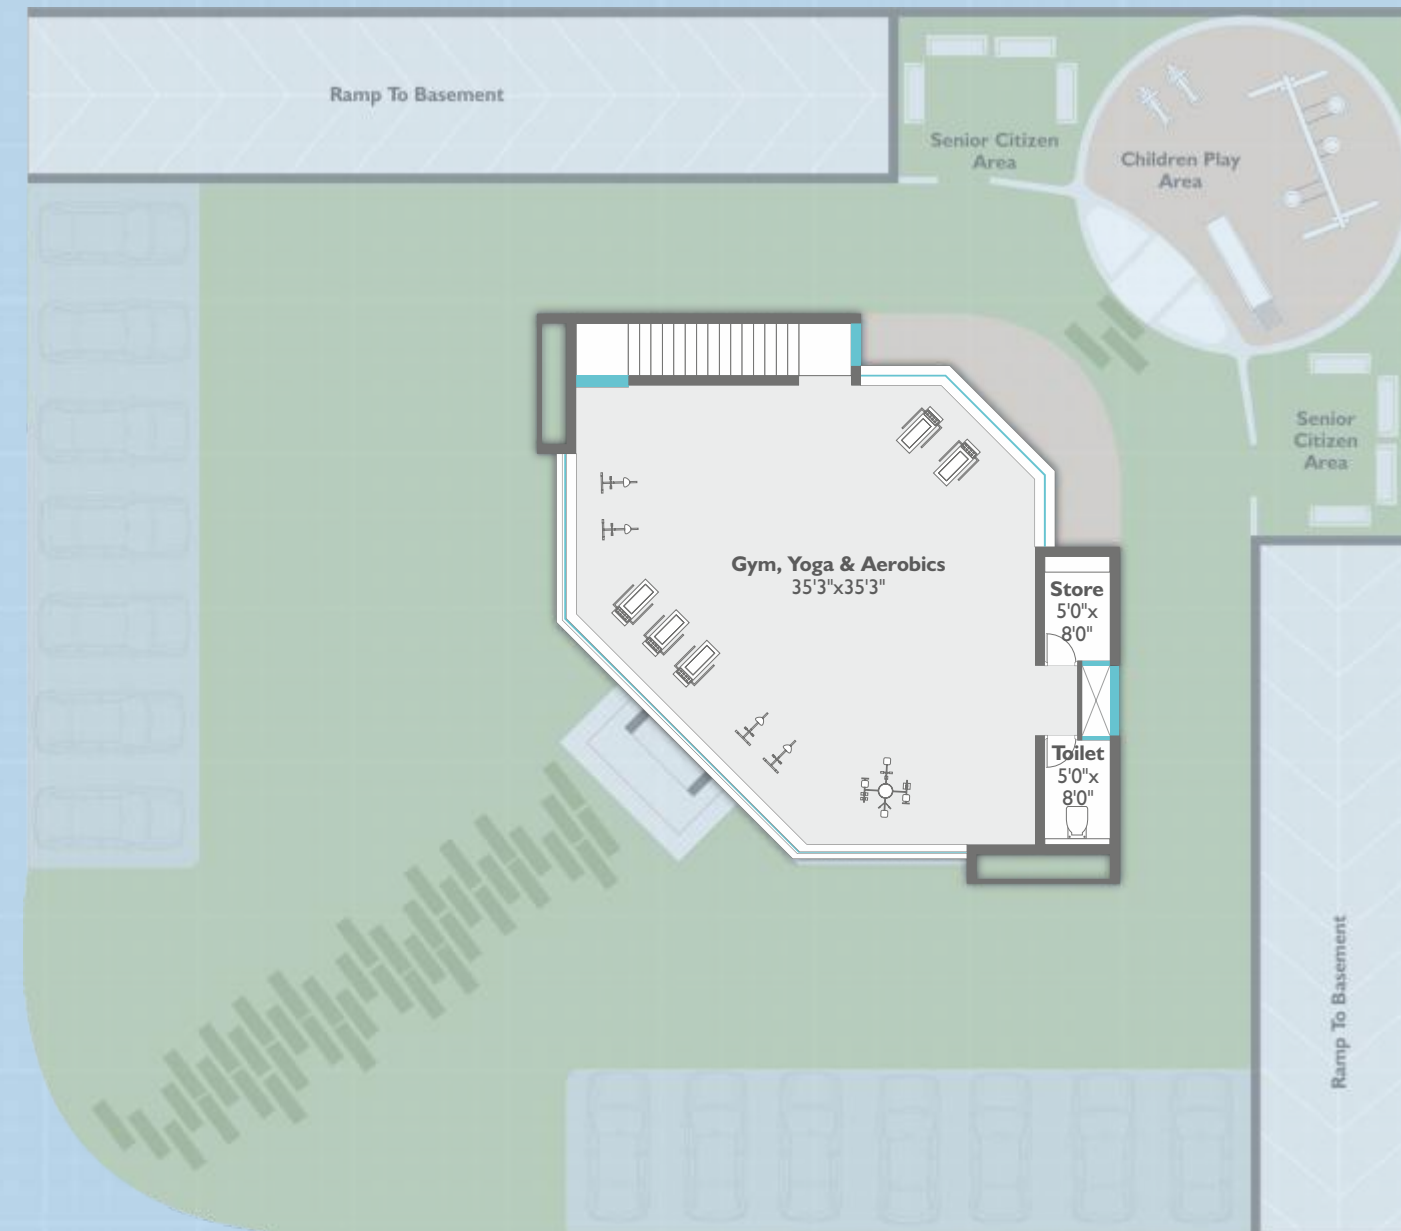 Ramp To Basement
Senior Citizen
Area
Children Play
Area
Senior
Citizen
Area
Gym, Yoga & Aerobics
35'3"x35'3"
Store
5'0"x
8'0"
Toilet
5'0"x
8'0"
Ramp To Basement